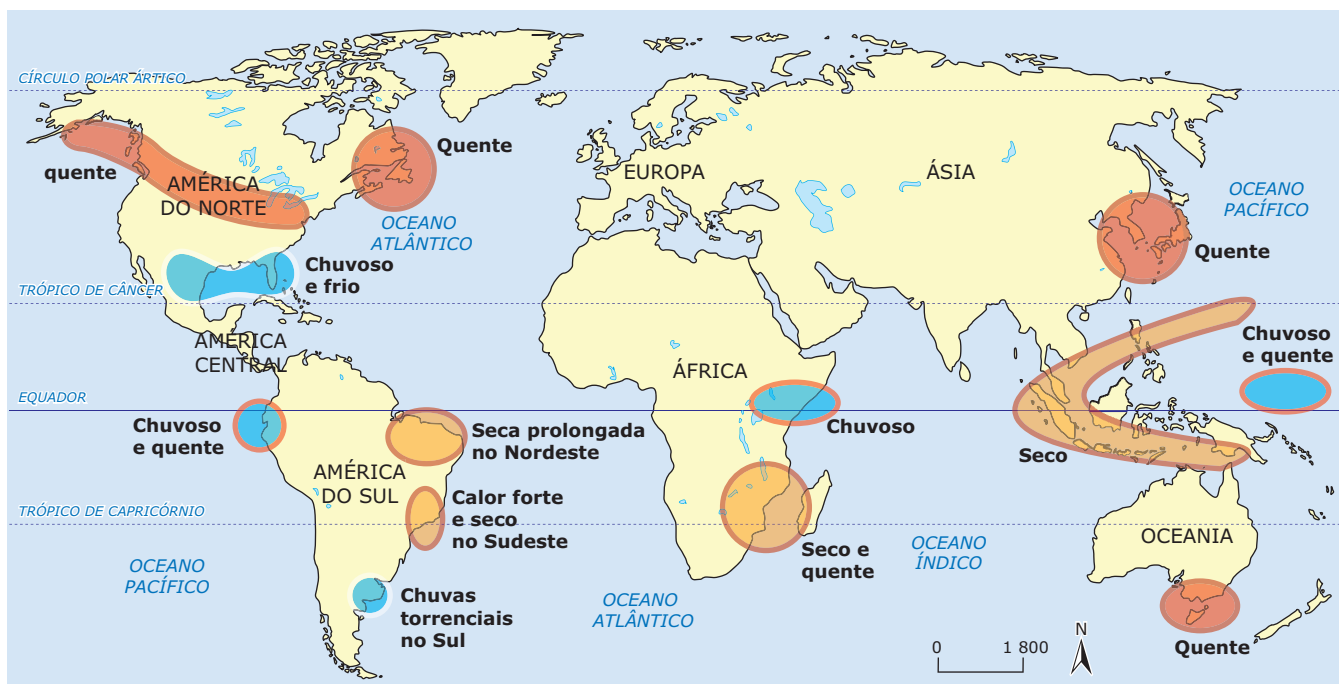 CÍRCULO POLAR ÁRTICO
quente
AMÉRICA
DO NORTE
Quente
OCEANO
ATLÂNTICO
EUROPA
ÁSIA
OCEANO
PACÍFICO
Quente
Chuvoso
e frio
TRÓPICO DE CÂNCER
AMÉRICA
CENTRAL
ÁFRICA
Chuvoso
e quente
EQUADOR
Chuvoso
e quente
Seca prolongada
no Nordeste
Chuvoso
Seco
AMÉRICA
DO SUL
Calor forte
e seco
no Sudeste
TRÓPICO DE CAPRICÓRNIO
Seco e
quente
OCEANO
ÍNDICO
OCEANIA
OCEANO
PACÍFICO
Chuvas
torrenciais
no Sul
OCEANO
ATLÂNTICO
0 1 800
N
Quente